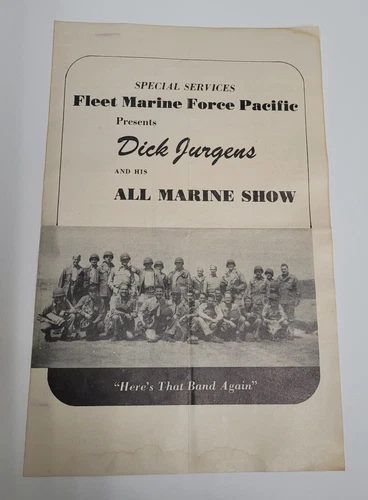 SPECIAL SERVICES
Fleet Marine Force Pacific
Presents
Dick Jurgens
AND HIS
ALL MARINE SHOW
"Here's That Band Again"